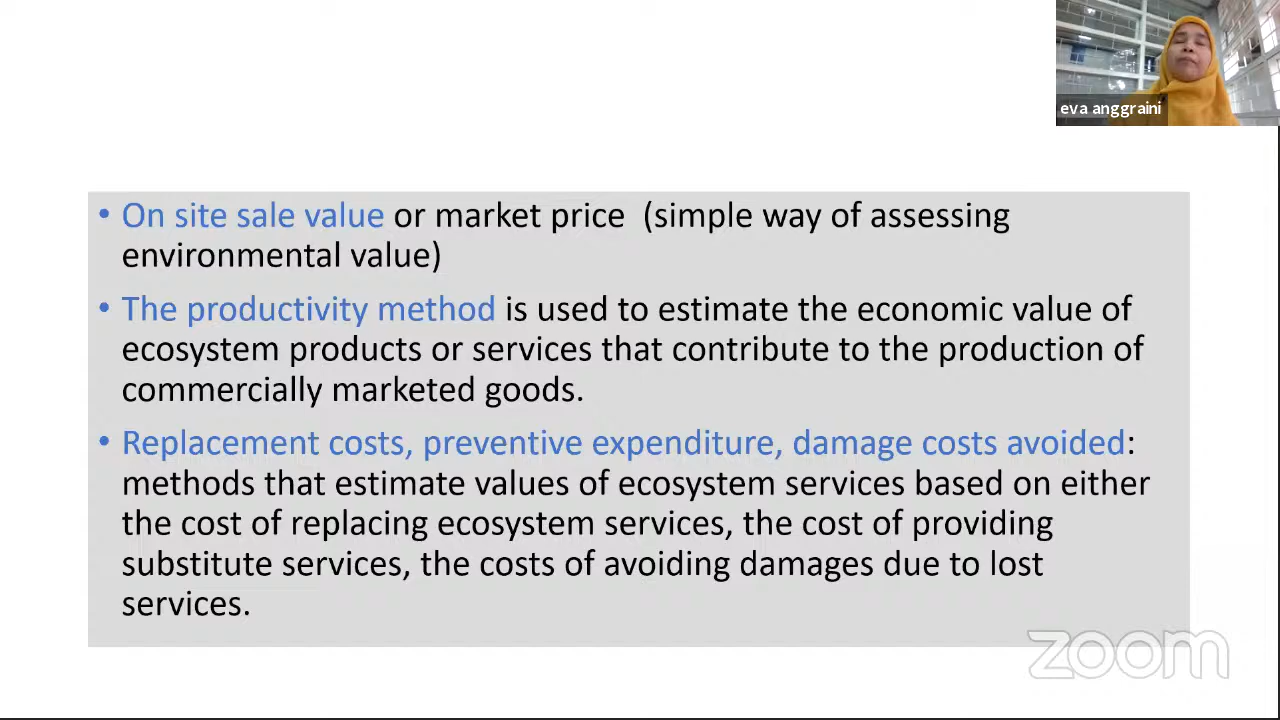 eva anggraini
• On site sale value or market price (simple way of assessing
environmental value)
• The productivity method is used to estimate the economic value of
ecosystem products or services that contribute to the production of
commercially marketed goods.
• Replacement costs, preventive expenditure, damage costs avoided:
methods that estimate values of ecosystem services based on either
the cost of replacing ecosystem services, the cost of providing
substitute services, the costs of avoiding damages due to lost
services.
zoom